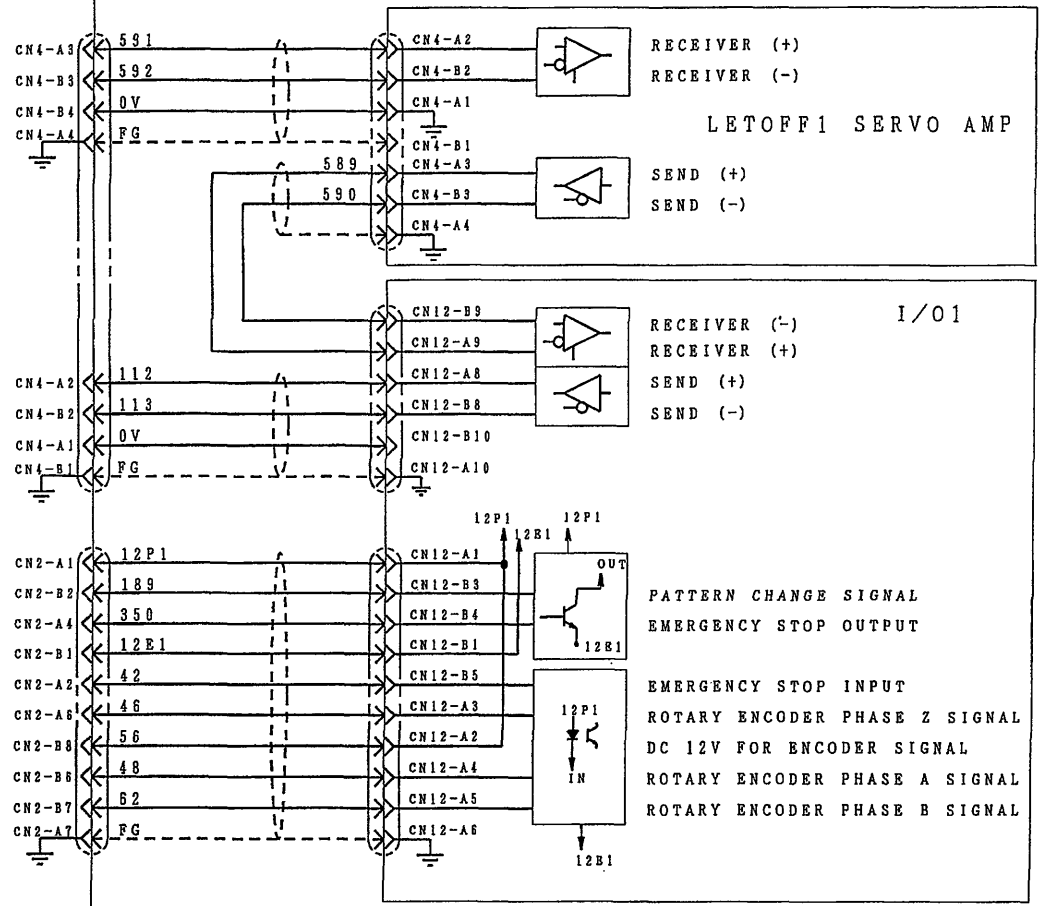 CN4-A3 591 CN4-A2 RECEIVER (+)
CN4-B3 592 CN4-B2 RECEIVER (-)
CN4-B4 0V CN4-A1
LETOFF1 SERVO AMP
CN4-A4 FG CN4-B1
589 CN4-A3 SEND (+)
590 CN4-B3 SEND (-)
CN4-A4
I/O1
CN12-B9 RECEIVER (-)
CN12-A9 RECEIVER (+)
CN4-A2 112 CN12-A8 SEND (+)
CN4-B2 113 CN12-B8 SEND (-)
CN4-A1 0V CN12-B10
CN4-B1 FG CN12-A10
12P1 12E1 12P1
CN2-A1 12P1 CN12-A1 OUT
CN2-B2 189 CN12-B3 PATTERN CHANGE SIGNAL
CN2-A4 350 CN12-B4 EMERGENCY STOP OUTPUT
CN2-B1 12E1 CN12-B1 12E1
CN2-A2 42 CN12-B5 EMERGENCY STOP INPUT
CN2-A6 46 CN12-A3 12P1 ROTARY ENCODER PHASE Z SIGNAL
CN2-B8 56 CN12-A2 DC 12V FOR ENCODER SIGNAL
CN2-B6 48 CN12-A4 IN ROTARY ENCODER PHASE A SIGNAL
CN2-B7 62 CN12-A5 ROTARY ENCODER PHASE B SIGNAL
CN2-A7 FG CN12-A6
12E1